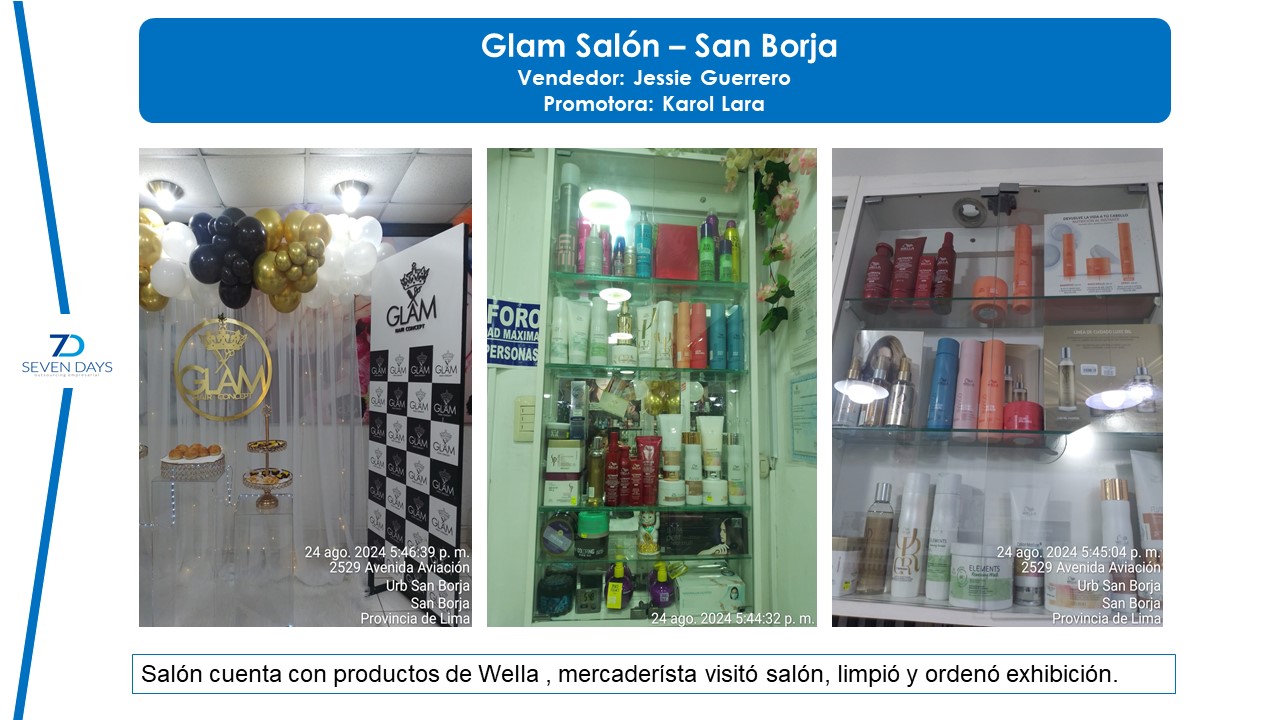 Glam Salón – San Borja
Vendedor: Jessie Guerrero
Promotora: Karol Lara
GLAM
HAIR CONCEPT
GLAM
HAIR CONCEPT
24 ago. 2024 5:46:39 p. m.
2529 Avenida Aviación
Urb San Borja
San Borja
Provincia de Lima
FORO
AD MAXIMA
PERSONAS
24 ago. 2024 5:44:32 p. m.
WELLA
ELEMENTS
24 ago. 2024 5:45:04 p. m.
2529 Avenida Aviación
Urb San Borja
San Borja
Provincia de Lima
7D
SEVEN DAYS
Salón cuenta con productos de Wella , mercaderísta visitó salón, limpió y ordenó exhibición.